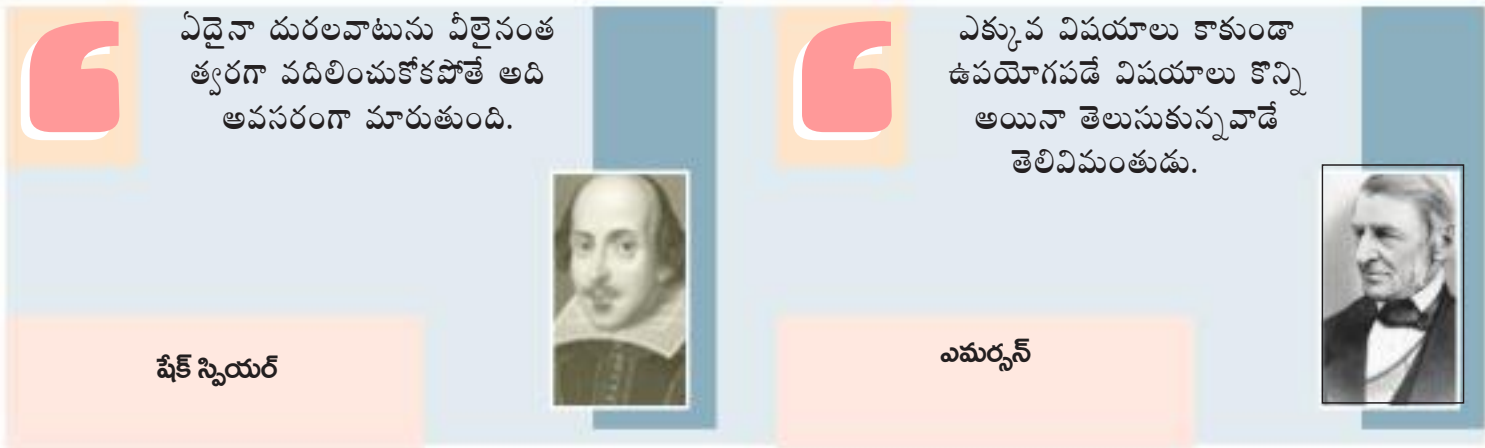 ఏదైనా దురలవాటును వీలైనంత
త్వరగా వదిలించుకోకపోతే అది
అవసరంగా మారుతుంది.
షేక్ స్పియర్
ఎక్కువ విషయాలు కాకుండా
ఉపయోగపడే విషయాలు కొన్ని
అయినా తెలుసుకున్నవాడే
తెలివిమంతుడు.
ఎమర్సన్